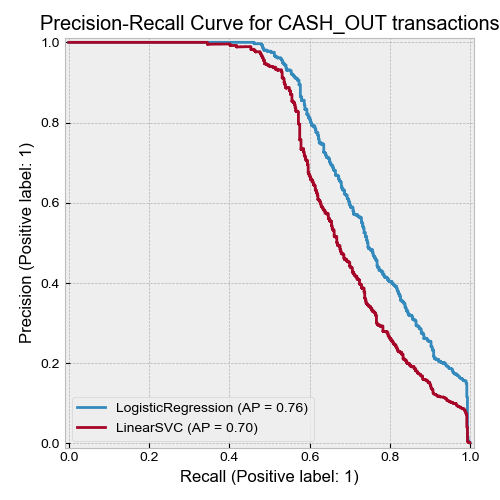 Precision-Recall Curve for CASH_OUT transactions
1.0
0.8
0.6
0.4
0.2
0.0
Precision (Positive label: 1)
LogisticRegression (AP = 0.76)
LinearSVC (AP = 0.70)
0.0 0.2 0.4 0.6 0.8 1.0
Recall (Positive label: 1)